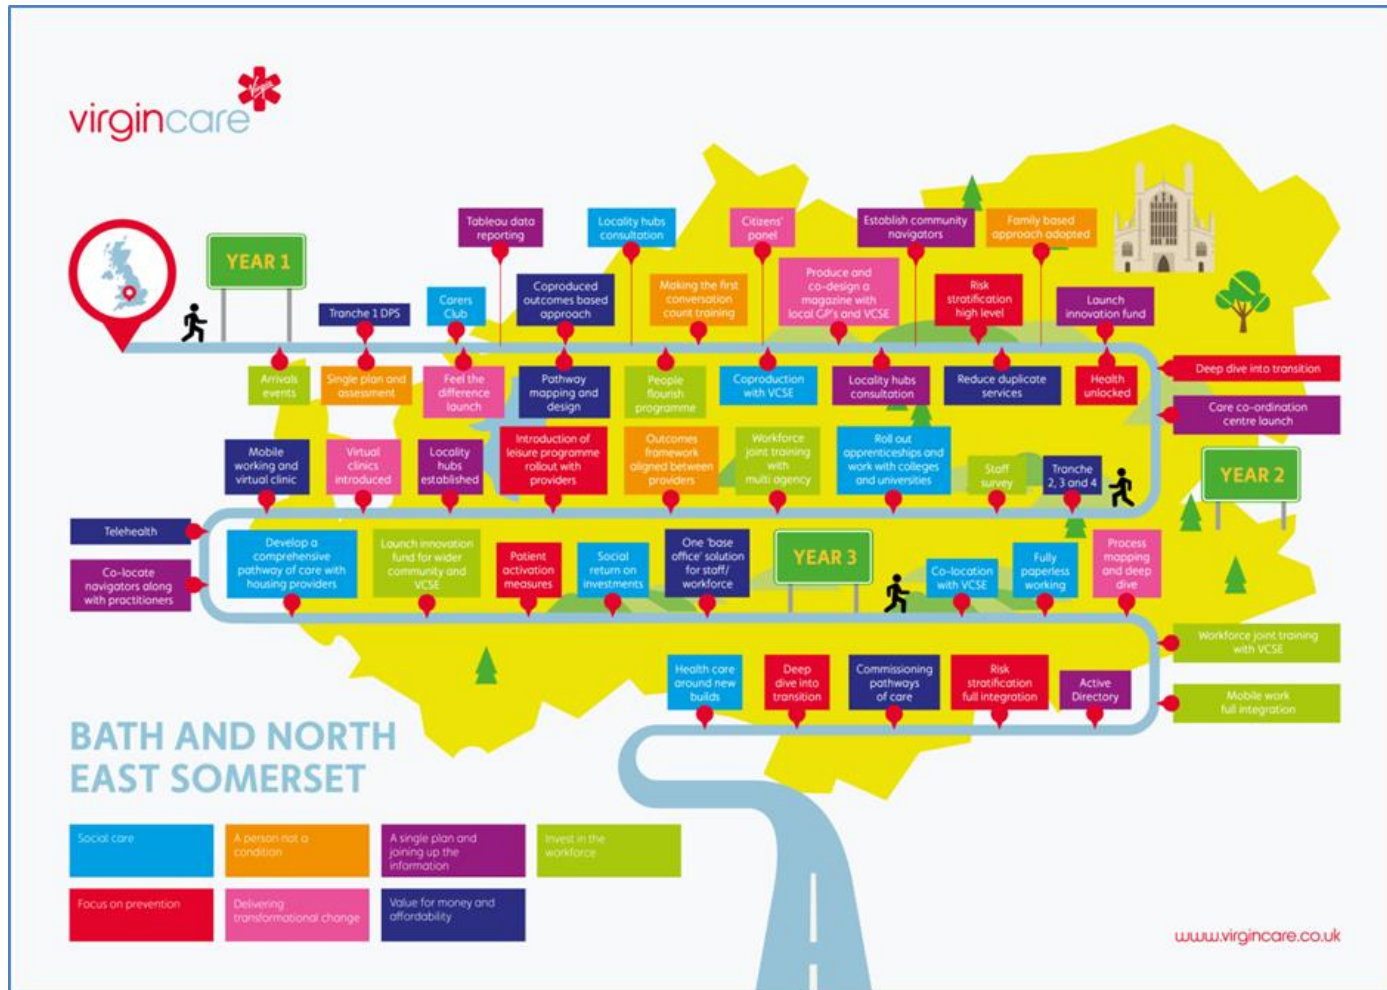 Virgin
virgincare
YEAR 1
Tableau data
reporting
Locality hubs
consultation
Citizens'
panel
Establish community
navigators
Family based
approach adopted
Tranche 1 DPS
Carers
Club
Coproduced
outcomes based
approach
Making the first
conversation
count training
Produce and
co-design a
magazine with
local GP's and VCSE
Risk
stratification
high level
Launch
innovation fund
Arrivals
events
Single plan and
assessment
Feel the
difference
launch
Pathway
mapping and
design
People
flourish
programme
Coproduction
with VCSE
Locality hubs
consultation
Reduce duplicate
services
Health
unlocked
Deep dive into transition
Care co-ordination
centre launch
YEAR 2
Mobile
working and
virtual clinic
Virtual
clinics
introduced
Locality
hubs
established
Introduction of
leisure programme
rollout with
providers
Outcomes
framework
aligned between
providers
Workforce
joint training
with
multi agency
Roll out
apprenticeships and
work with colleges
and universities
Staff
survey
Tranche
2, 3 and 4
Telehealth
Co-locate
navigators along
with practitioners
Develop a
comprehensive
pathway of care with
housing providers
Launch innovation
fund for wider
community and
VCSE
Patient
activation
measures
Social
return on
investments
One 'base
office' solution
for staff/
workforce
YEAR 3
Co-location
with VCSE
Fully
paperless
working
Process
mapping
and deep
dive
Workforce joint training
with VCSE
Mobile work
full integration
Health care
around new
builds
Deep
dive into
transition
Commissioning
pathways
of care
Risk
stratification
full integration
Active
Directory
BATH AND NORTH
EAST SOMERSET
Social care
A person not a
condition
A single plan and
joining up the
information
Invest in the
workforce
Focus on prevention
Delivering
transformational change
Value for money and
affordability
www.virgincare.co.uk